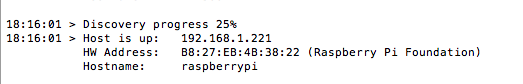 18:16:01 > Discovery progress 25%
18:16:01 > Host is up:   192.168.1.221
           HW Address:   B8:27:EB:4B:38:22 (Raspberry Pi Foundation)
           Hostname:     raspberrypi